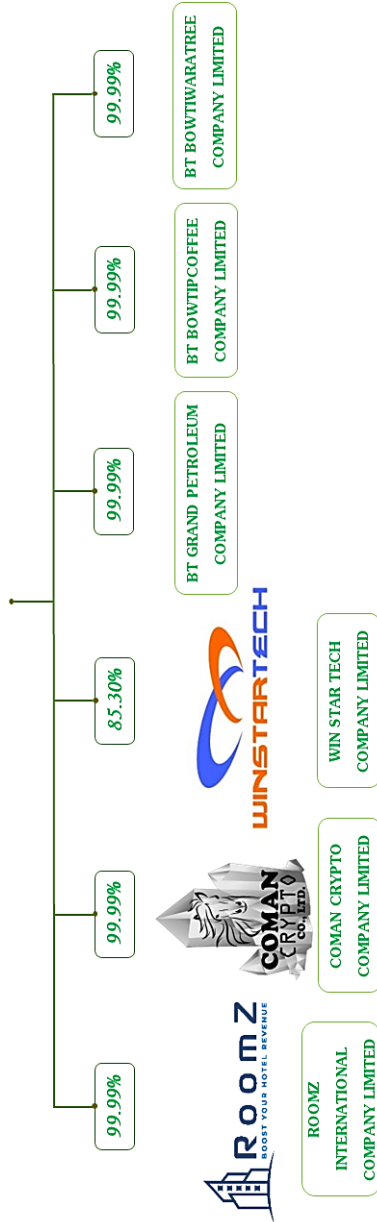 99.99%
99.99%
85.30%
99.99%
99.99%
99.99%
RoomZ
BOOST YOUR HOTEL REVENUE
COMAN
CRYPTO
CO., LTD.
WINSTARTECH
ROOMZ
INTERNATIONAL
COMPANY LIMITED
COMAN CRYPTO
COMPANY LIMITED
WIN STAR TECH
COMPANY LIMITED
BT GRAND PETROLEUM
COMPANY LIMITED
BT BOWTIPCOFFEE
COMPANY LIMITED
BT BOWTIWARATREE
COMPANY LIMITED